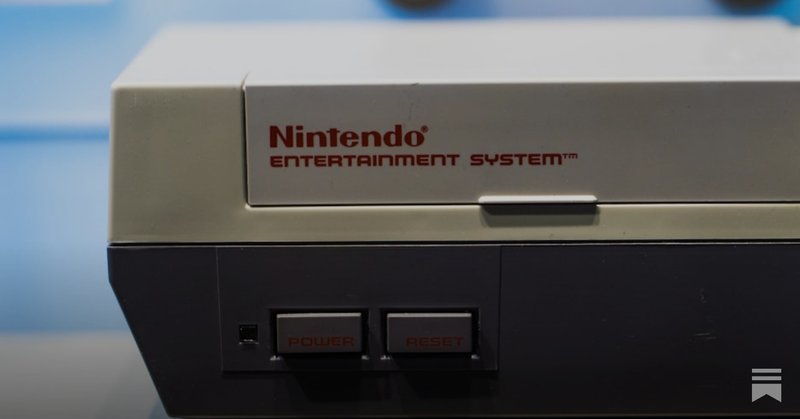 Nintendo®
ENTERTAINMENT SYSTEM™
POWER RESET